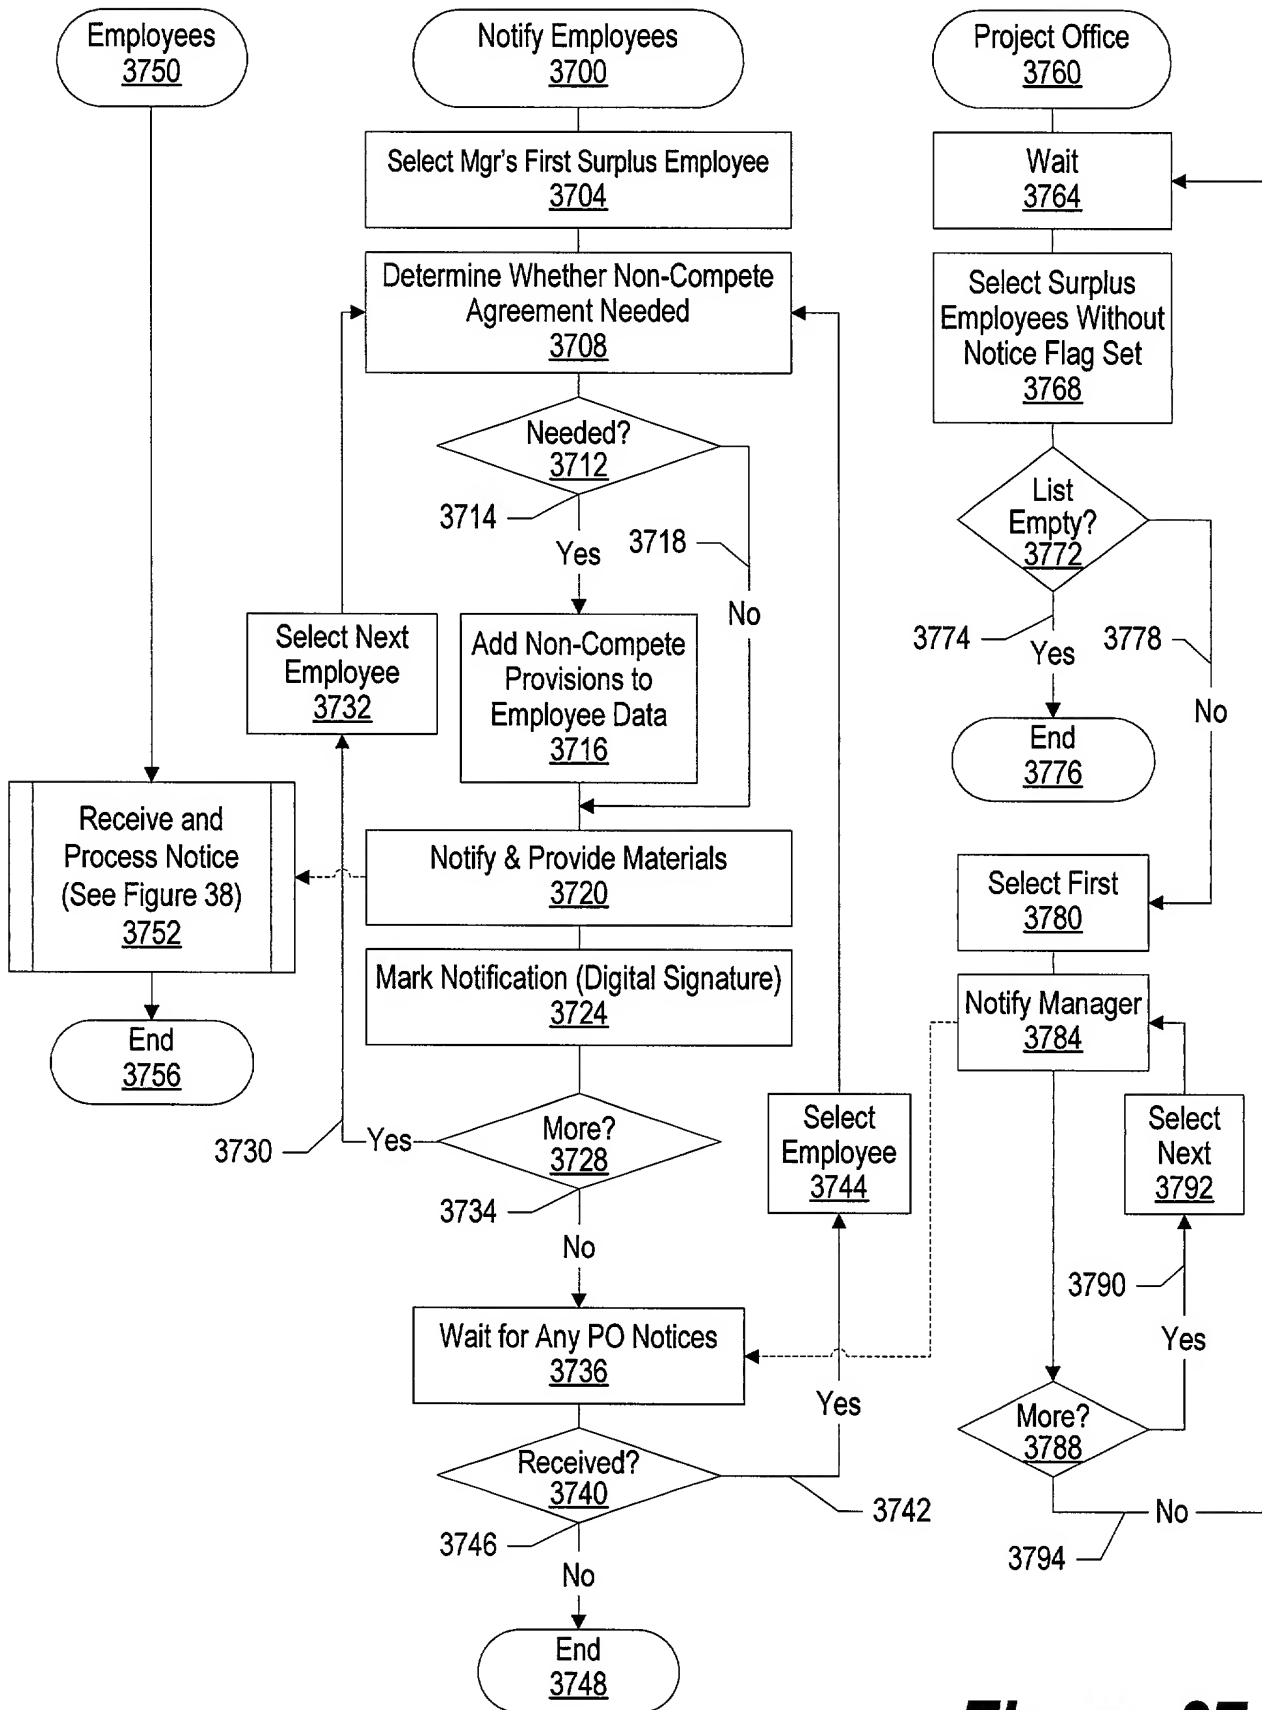 Employees
3750
Notify Employees
3700
Project Office
3760
Select Mgr's First Surplus Employee
3704
Wait
3764
Determine Whether Non-Compete
Agreement Needed
3708
Select Surplus
Employees Without
Notice Flag Set
3768
Needed?
3712
3714
Yes
3718
No
List
Empty?
3772
3774
Yes
3778
No
Select Next
Employee
3732
Add Non-Compete
Provisions to
Employee Data
3716
End
3776
Receive and
Process Notice
(See Figure 38)
3752
Notify & Provide Materials
3720
Select First
3780
Mark Notification (Digital Signature)
3724
Notify Manager
3784
End
3756
3730
Yes
More?
3728
3734
No
Select
Employee
3744
Select
Next
3792
3790
Yes
Wait for Any PO Notices
3736
Yes
More?
3788
Received?
3740
3742
3746
No
No
3794
End
3748